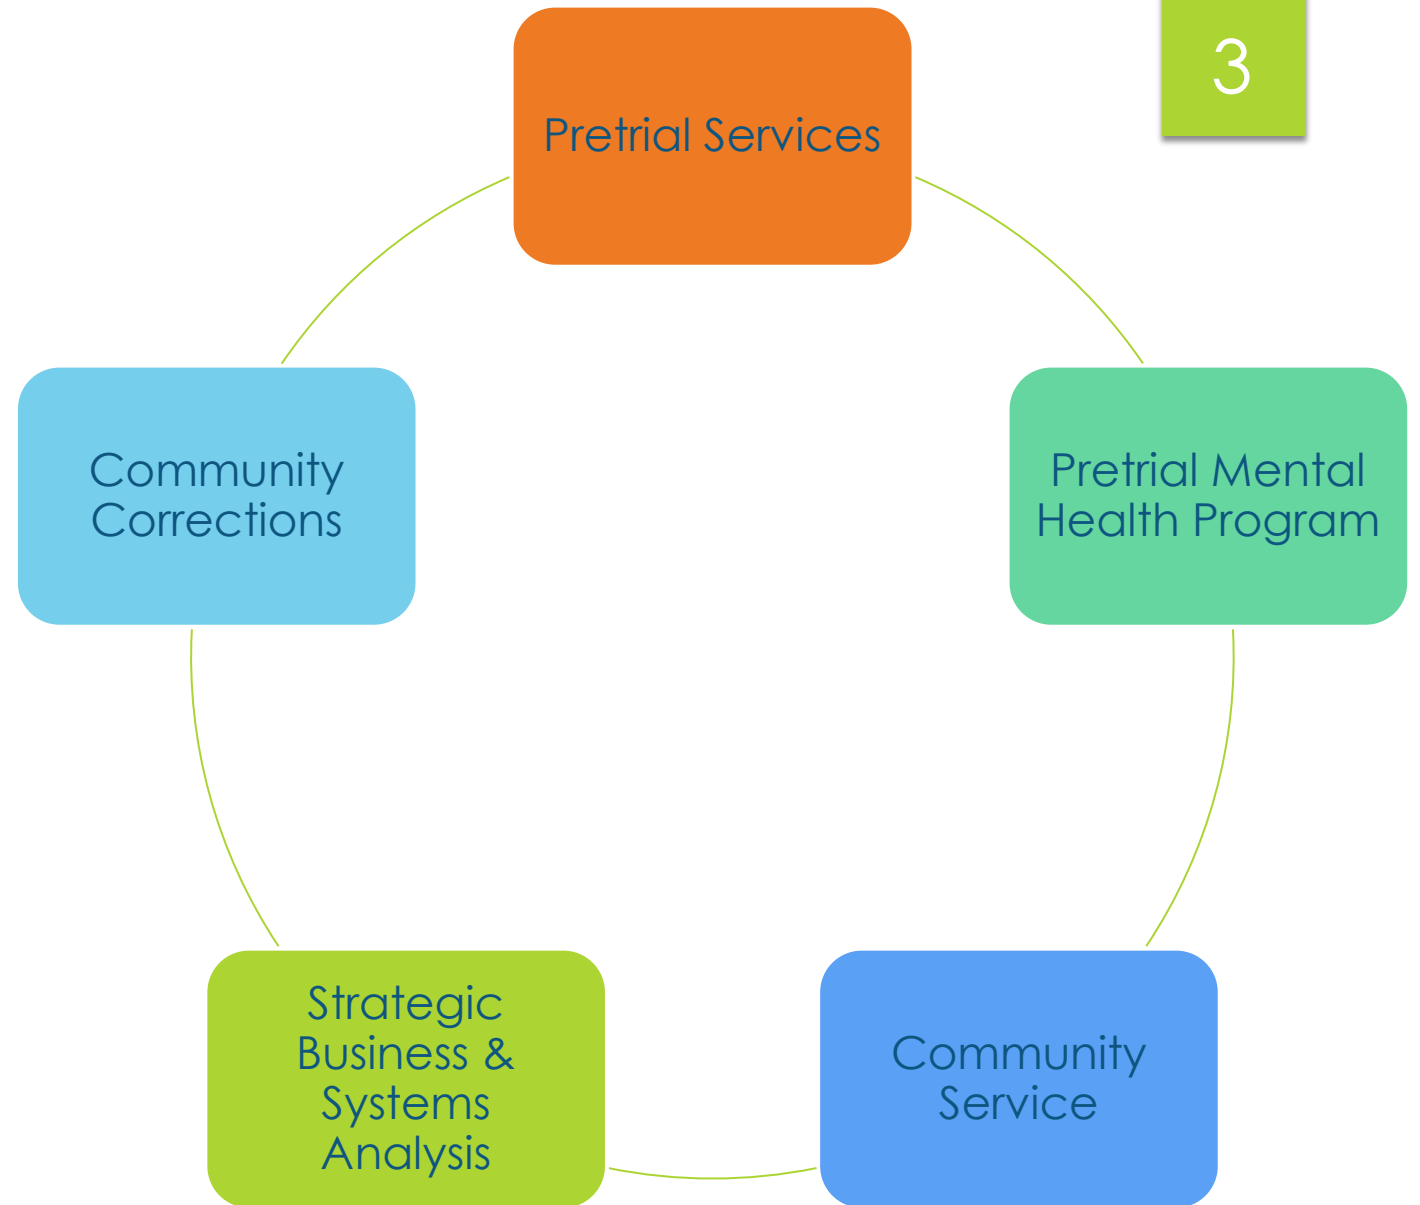 3
Pretrial Services
Pretrial Mental
Health Program
Community
Service
Strategic
Business &
Systems
Analysis
Community
Corrections